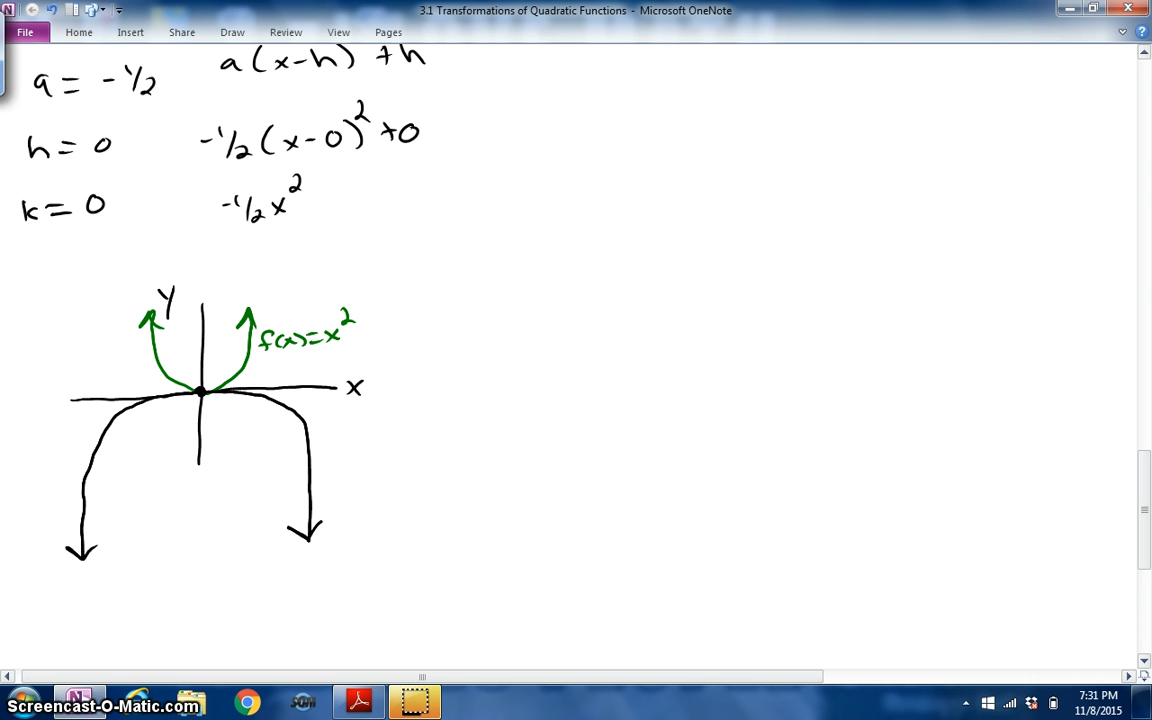 3.1 Transformations of Quadratic Functions - Microsoft OneNote
File Home Insert Share Draw Review View Pages
a = -1/2
a(x-h) + h
h = 0
-1/2(x-0)² +0
k = 0
-1/2x²
Y
f(x)=x²
x
SQM
Screencast-O-Matic.com
7:31 PM
11/8/2015